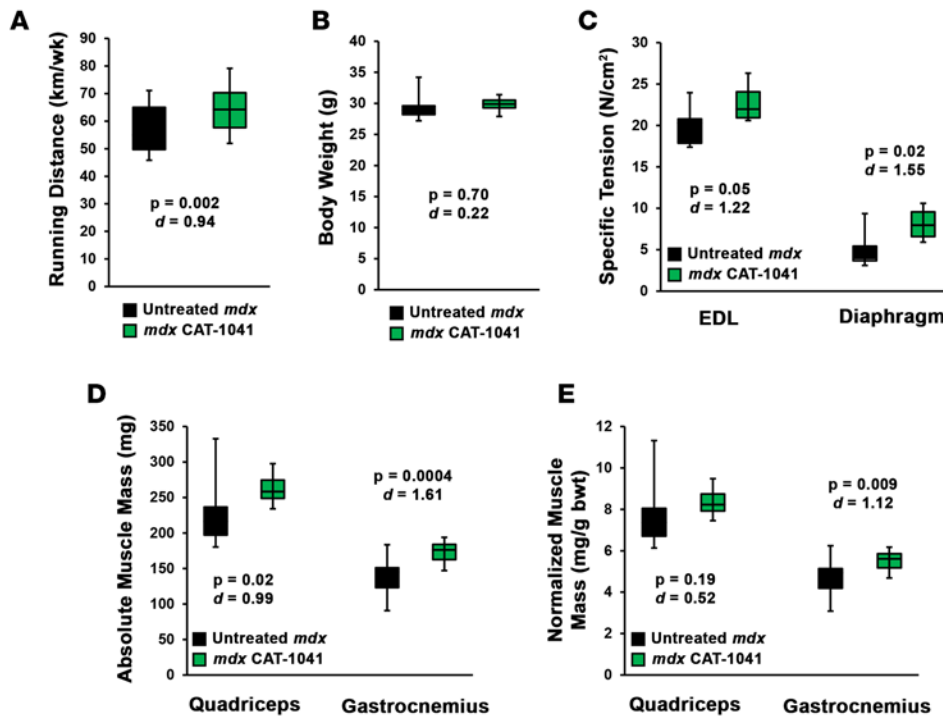 A
Running Distance (km/wk)
90
80
70
60
50
40
30
20
10
0
p = 0.002
d = 0.94
Untreated mdx
mdx CAT-1041
B
Body Weight (g)
40
35
30
25
20
15
10
5
0
p = 0.70
d = 0.22
Untreated mdx
mdx CAT-1041
C
Specific Tension (N/cm²)
30
25
20
15
10
5
0
p = 0.05
d = 1.22
p = 0.02
d = 1.55
Untreated mdx
mdx CAT-1041
EDL
Diaphragm
D
Absolute Muscle Mass (mg)
350
300
250
200
150
100
50
0
p = 0.02
d = 0.99
p = 0.0004
d = 1.61
Untreated mdx
mdx CAT-1041
Quadriceps
Gastrocnemius
E
Normalized Muscle
Mass (mg/g bwt)
12
10
8
6
4
2
0
p = 0.19
d = 0.52
p = 0.009
d = 1.12
Untreated mdx
mdx CAT-1041
Quadriceps
Gastrocnemius